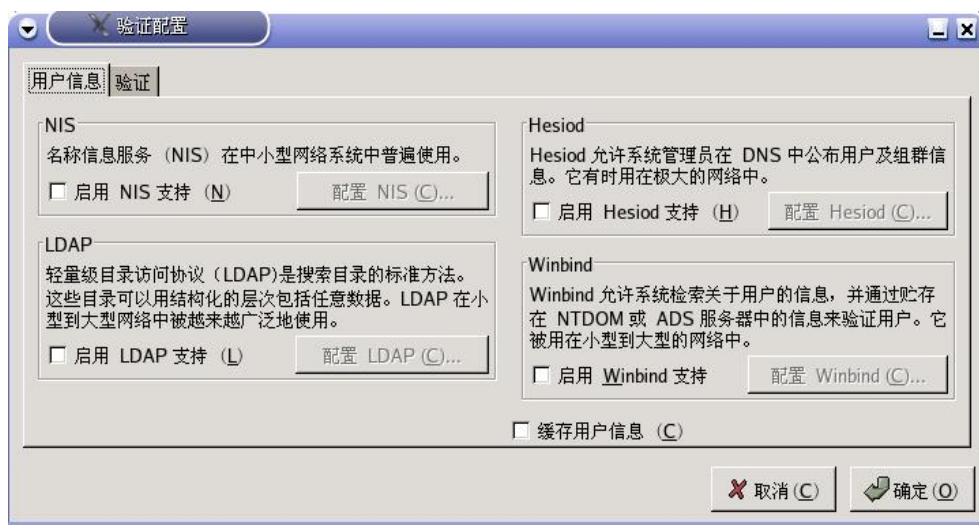 验证配置
用户信息 验证
NIS
名称信息服务 (NIS) 在中小型网络系统中普遍使用。
启用 NIS 支持 (N) 配置 NIS (C)...
LDAP
轻量级目录访问协议 (LDAP)是搜索目录的标准方法。
这些目录可以用结构化的层次包括任意数据。LDAP 在小
型到大型网络中被越来越广泛地使用。
启用 LDAP 支持 (L) 配置 LDAP (C)...
Hesiod
Hesiod 允许系统管理员在 DNS 中公布用户及组群信
息。它有时用在极大的网络中。
启用 Hesiod 支持 (H) 配置 Hesiod (C)...
Winbind
Winbind 允许系统检索关于用户的信息，并通过贮存
在 NTDOM 或 ADS 服务器中的信息来验证用户。它
被用在小型到大型的网络中。
启用 Winbind 支持 配置 Winbind (C)...
缓存用户信息 (C)
取消(C) 确定(O)